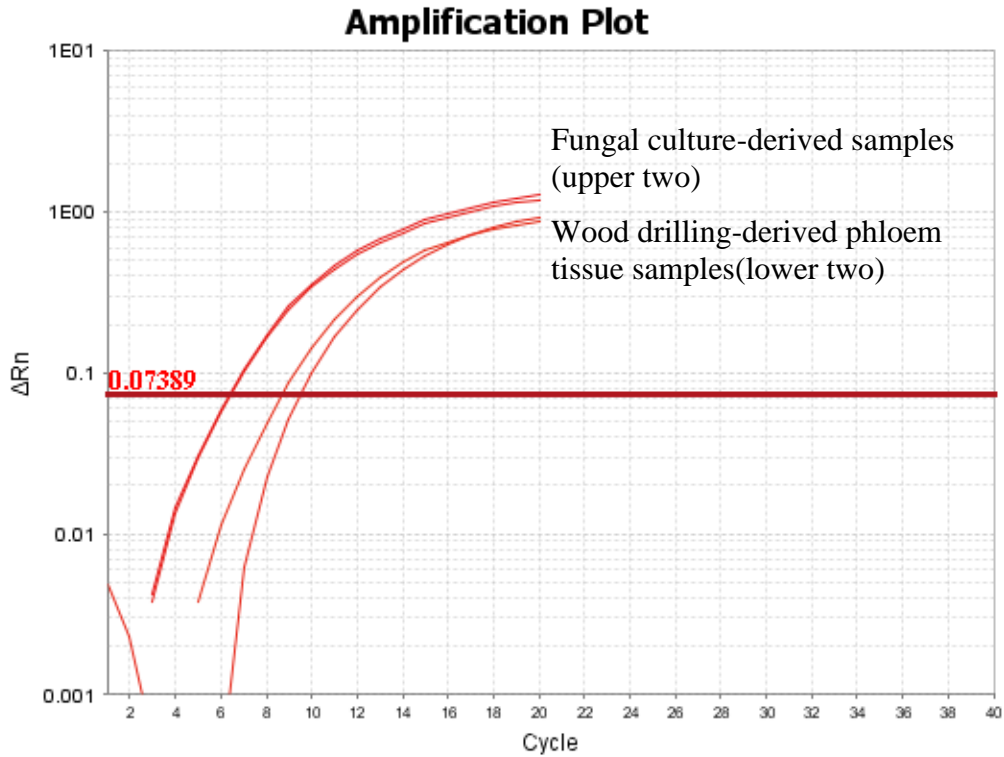 Amplification Plot
1E01
Fungal culture-derived samples
(upper two)
1E00
Wood drilling-derived phloem
tissue samples(lower two)
ΔRn
0.1
0.07389
0.01
0.001
2 4 6 8 10 12 14 16 18 20 22 24 26 28 30 32 34 36 38 40
Cycle